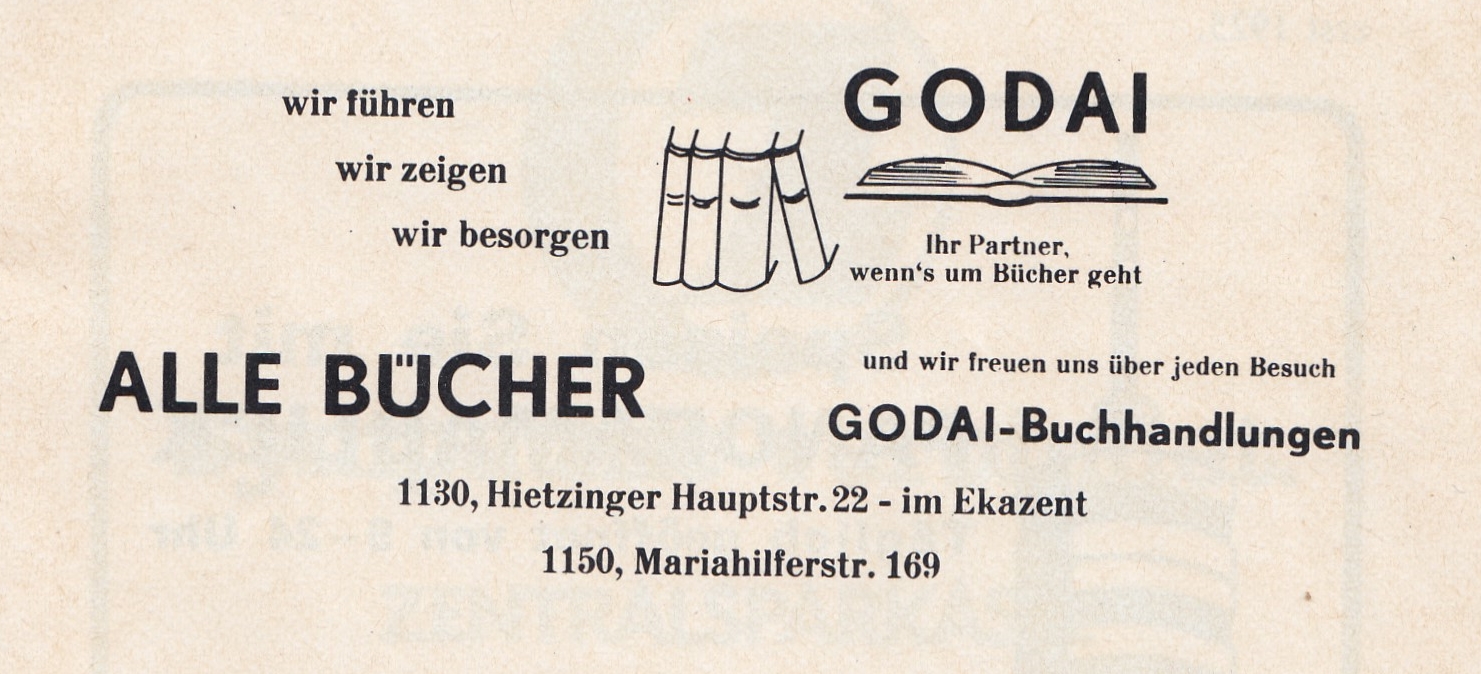 wir führen
wir zeigen
wir besorgen
GODAI
Ihr Partner,
wenn's um Bücher geht
ALLE BÜCHER
und wir freuen uns über jeden Besuch
GODAI-Buchhandlungen
1130, Hietzinger Hauptstr. 22 - im Ekazent
1150, Mariahilferstr. 169